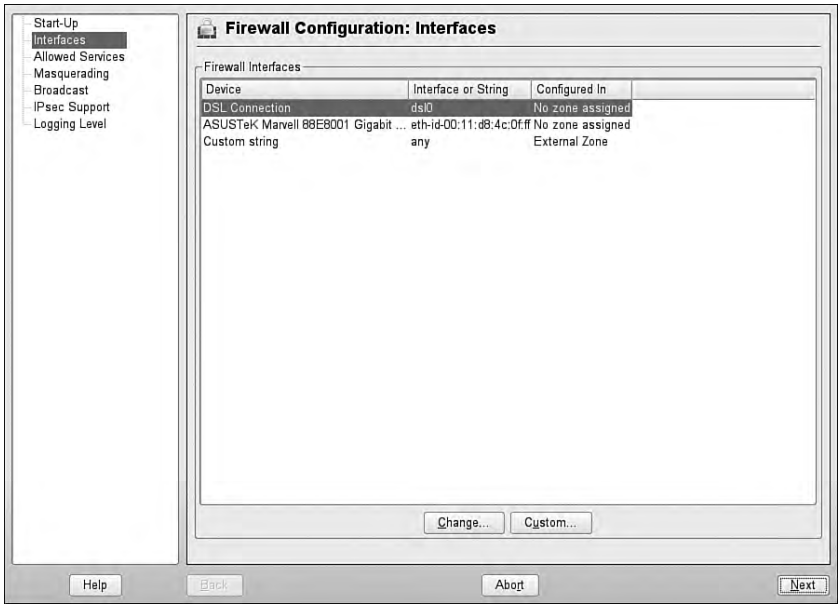 Start-Up
Interfaces
Allowed Services
Masquerading
Broadcast
IPsec Support
Logging Level
Firewall Configuration: Interfaces
Firewall Interfaces
Device Interface or String Configured In
DSL Connection dsl0 No zone assigned
ASUSTeK Marvell 88E8001 Gigabit ... eth-id-00:11:d8:4c:0f:ff No zone assigned
Custom string any External Zone
Change... Custom...
Help Back Abort Next